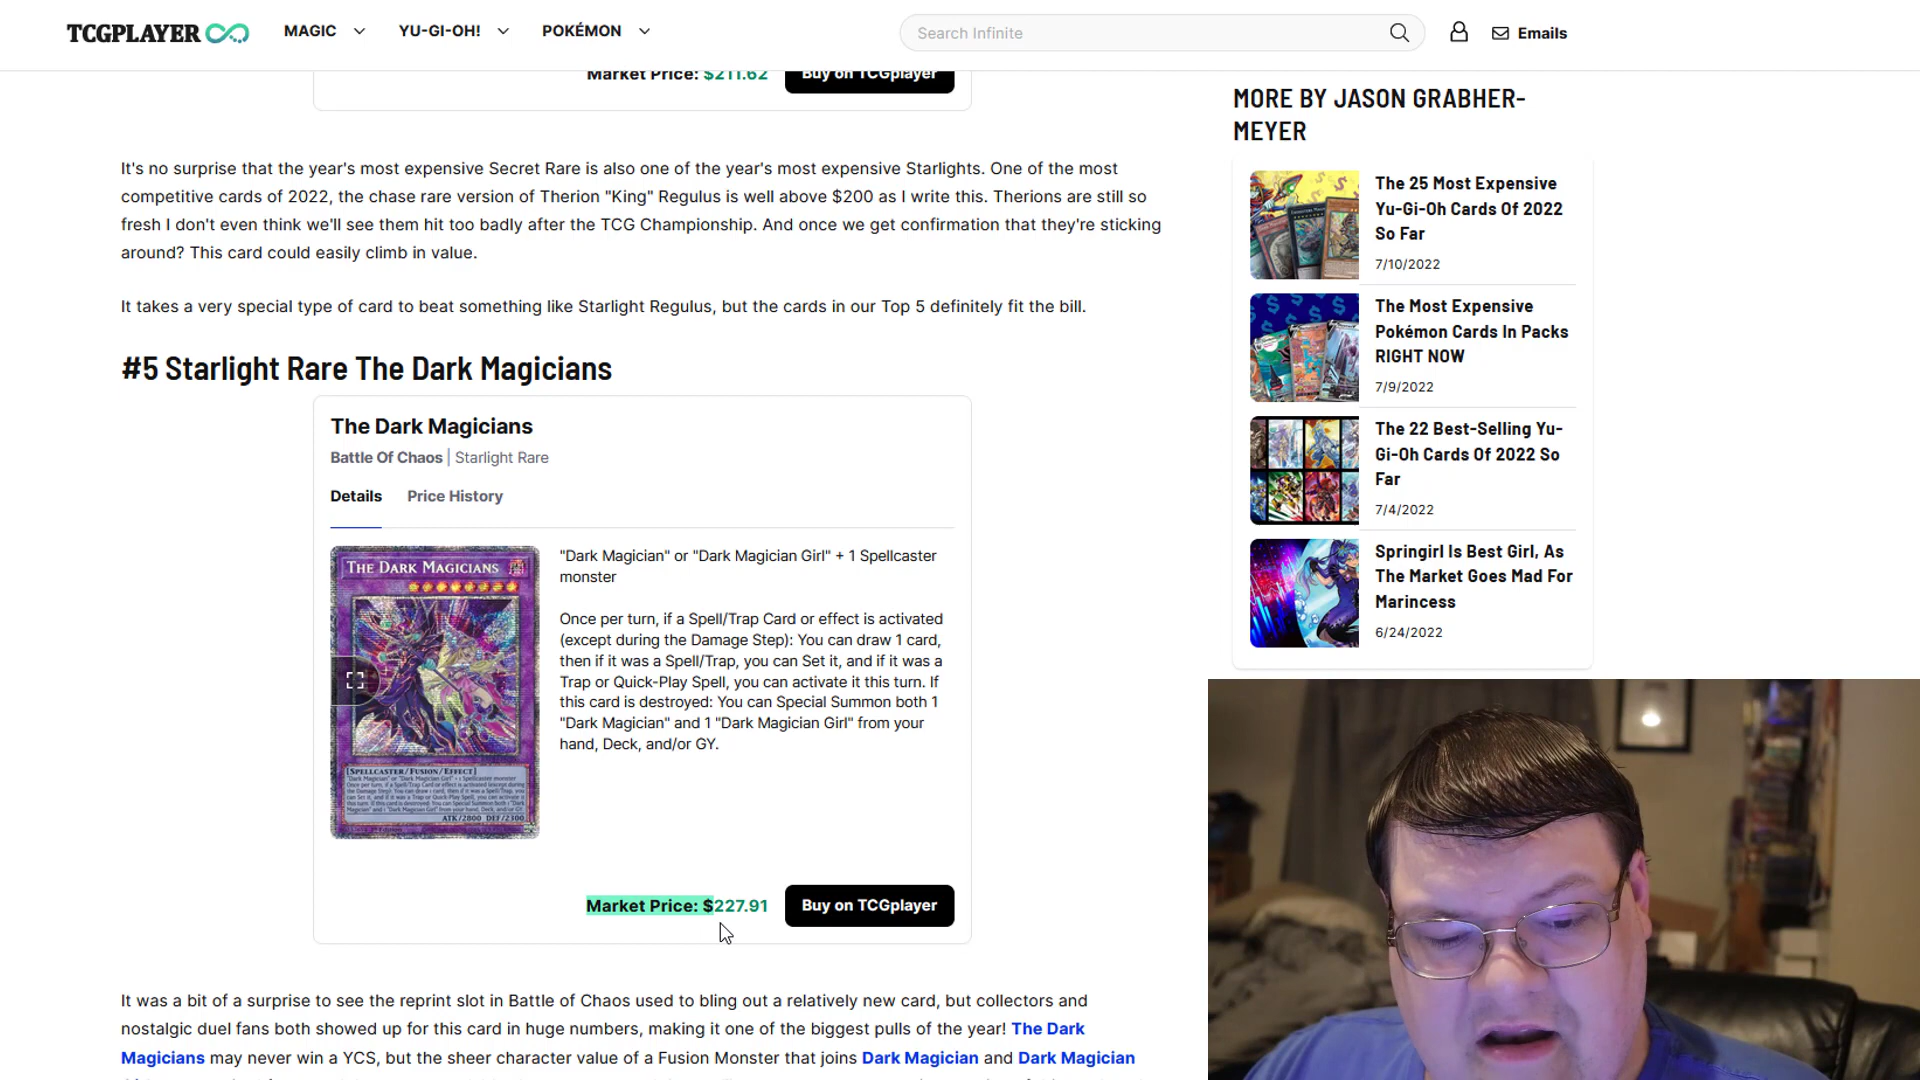 TCGPLAYER
MAGIC
YU-GI-OH!
POKÉMON
Search Infinite
Emails
Market Price: $211.62
Buy on TCGplayer
It's no surprise that the year's most expensive Secret Rare is also one of the year's most expensive Starlights. One of the most
competitive cards of 2022, the chase rare version of Therion "King" Regulus is well above $200 as I write this. Therions are still so
fresh I don't even think we'll see them hit too badly after the TCG Championship. And once we get confirmation that they're sticking
around? This card could easily climb in value.
It takes a very special type of card to beat something like Starlight Regulus, but the cards in our Top 5 definitely fit the bill.
#5 Starlight Rare The Dark Magicians
The Dark Magicians
Battle Of Chaos | Starlight Rare
Details
Price History
THE DARK MAGICIANS
[SPELLCASTER/FUSION/EFFECT]
"Dark Magician" or "Dark Magician Girl" + 1 Spellcaster monster
ATK/2800 DEF/2300
"Dark Magician" or "Dark Magician Girl" + 1 Spellcaster
monster
Once per turn, if a Spell/Trap Card or effect is activated
(except during the Damage Step): You can draw 1 card,
then if it was a Spell/Trap, you can Set it, and if it was a
Trap or Quick-Play Spell, you can activate it this turn. If
this card is destroyed: You can Special Summon both 1
"Dark Magician" and 1 "Dark Magician Girl" from your
hand, Deck, and/or GY.
Market Price: $227.91
Buy on TCGplayer
It was a bit of a surprise to see the reprint slot in Battle of Chaos used to bling out a relatively new card, but collectors and
nostalgic duel fans both showed up for this card in huge numbers, making it one of the biggest pulls of the year! The Dark
Magicians may never win a YCS, but the sheer character value of a Fusion Monster that joins Dark Magician and Dark Magician
MORE BY JASON GRABHER-
MEYER
The 25 Most Expensive
Yu-Gi-Oh Cards Of 2022
So Far
7/10/2022
The Most Expensive
Pokémon Cards In Packs
RIGHT NOW
7/9/2022
The 22 Best-Selling Yu-
Gi-Oh Cards Of 2022 So
Far
7/4/2022
Springirl Is Best Girl, As
The Market Goes Mad For
Marincess
6/24/2022